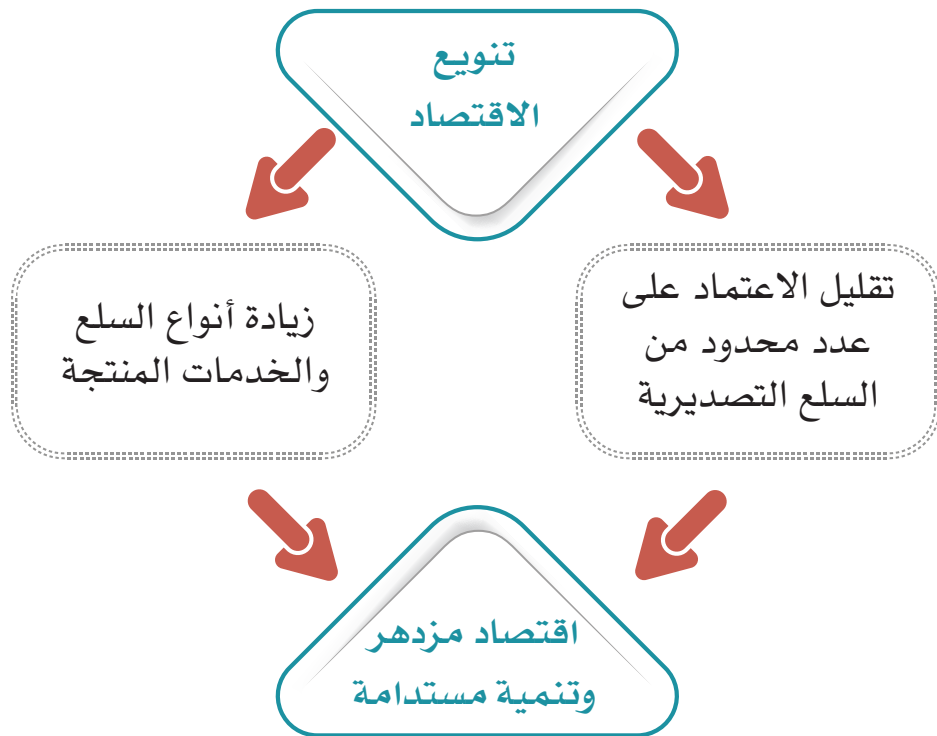 تنويع
الاقتصاد
تقليل الاعتماد على
عدد محدود من
السلع التصديرية
زيادة أنواع السلع
والخدمات المنتجة
اقتصاد مزدهر
وتنمية مستدامة